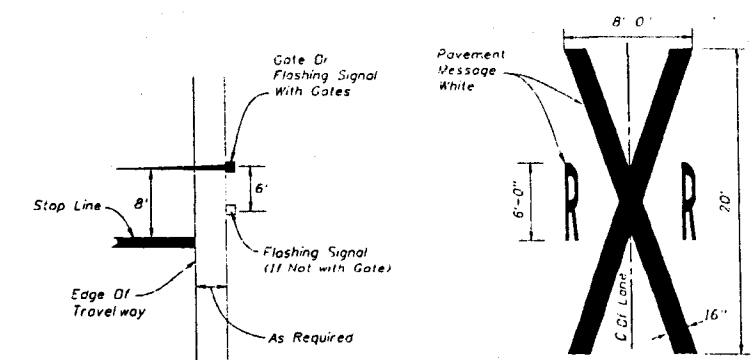 Gate Or
Flashing Signal
With Gates
8'
6'
Stop Line
Flashing Signal
(If Not with Gate)
Edge Of
Travelway
As Required
8' 0'
Pavement
Message
White
R
R
6'-0"
20'
16"
C Of Lane